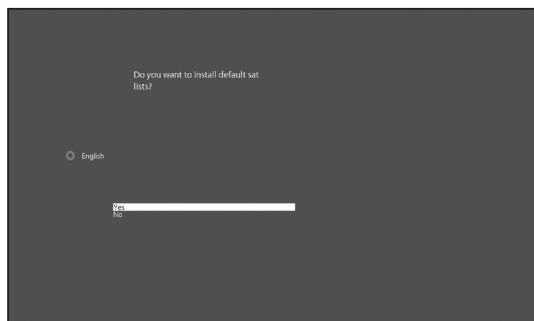 Do you want to install default sat
lists?
English
Yes
No